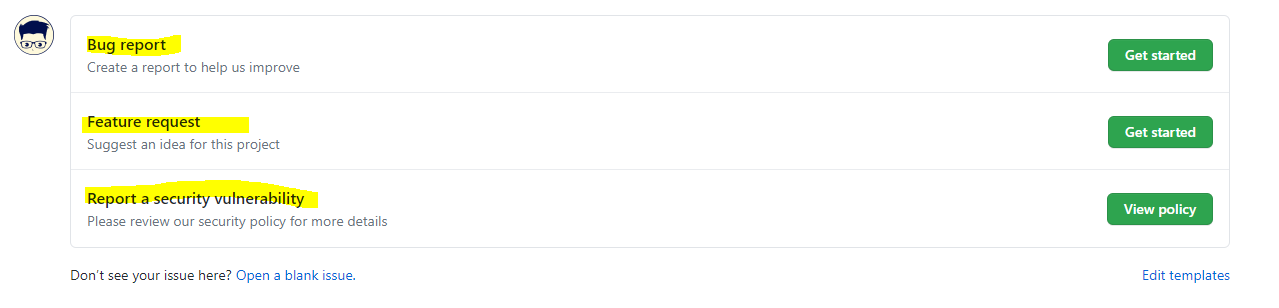 Bug report
Create a report to help us improve
Get started
Feature request
Suggest an idea for this project
Get started
Report a security vulnerability
Please review our security policy for more details
View policy
Don't see your issue here? Open a blank issue.
Edit templates